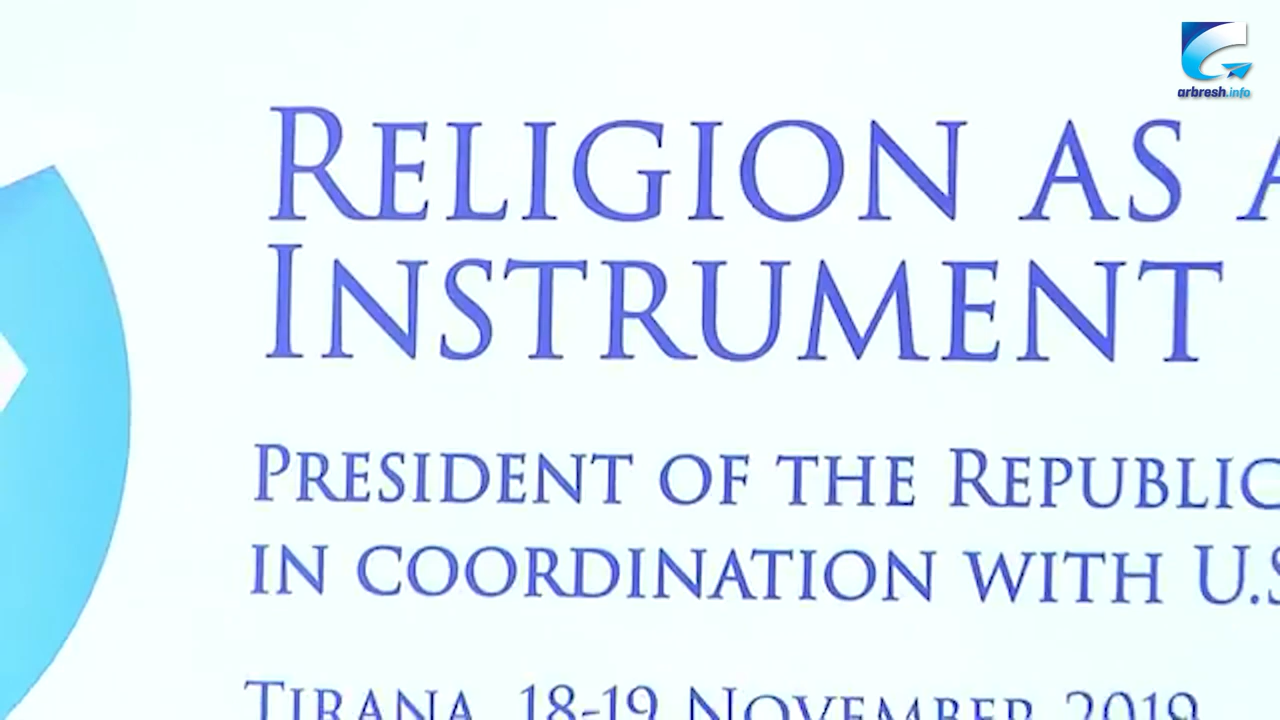 arbresh.info
RELIGION AS A
INSTRUMENT
PRESIDENT OF THE REPUBLIC
IN COORDINATION WITH U.S
TIRANA, 18-19 NOVEMBER 2019